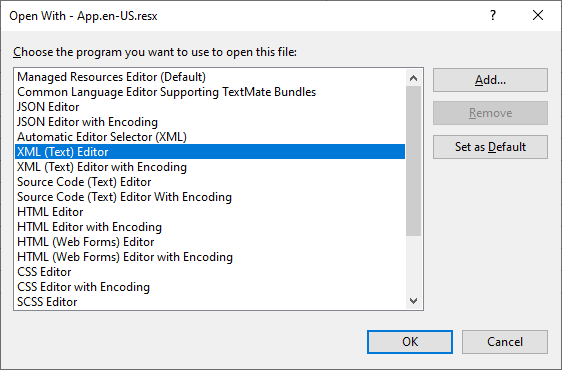 Open With - App.en-US.resx
Choose the program you want to use to open this file:
Managed Resources Editor (Default)
Common Language Editor Supporting TextMate Bundles
JSON Editor
JSON Editor with Encoding
Automatic Editor Selector (XML)
XML (Text) Editor
XML (Text) Editor with Encoding
Source Code (Text) Editor
Source Code (Text) Editor With Encoding
HTML Editor
HTML Editor with Encoding
HTML (Web Forms) Editor
HTML (Web Forms) Editor with Encoding
CSS Editor
CSS Editor with Encoding
SCSS Editor
Add...
Remove
Set as Default
OK
Cancel